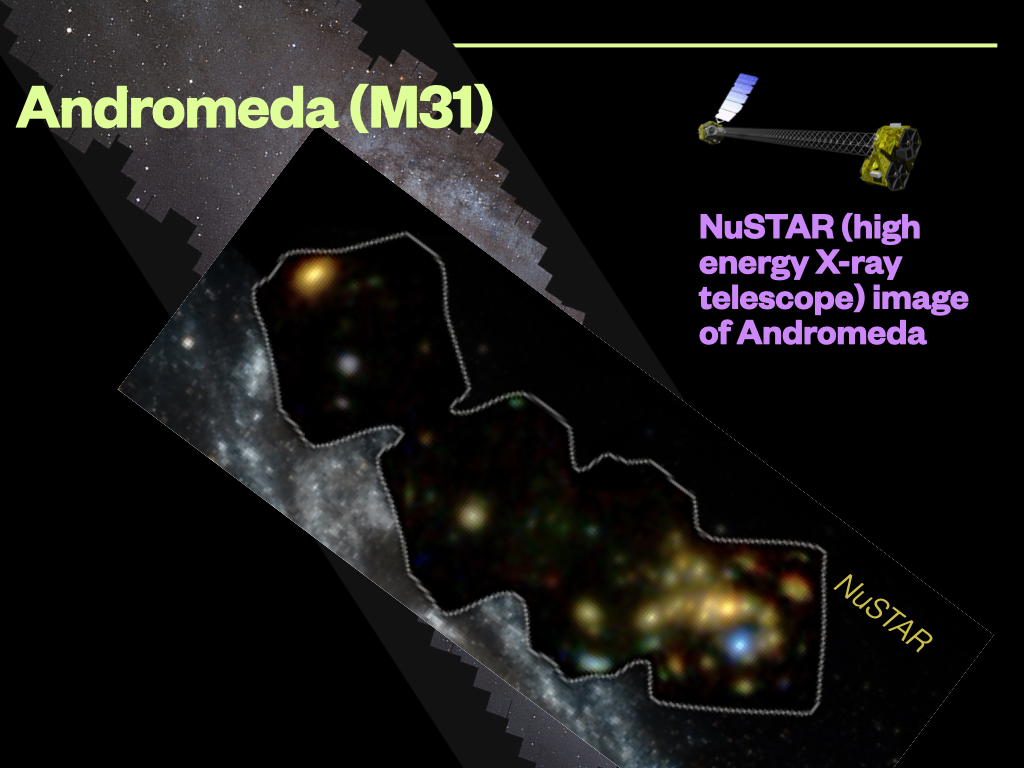 Andromeda (M31)
NuSTAR (high
energy X-ray
telescope) image
of Andromeda
NuSTAR